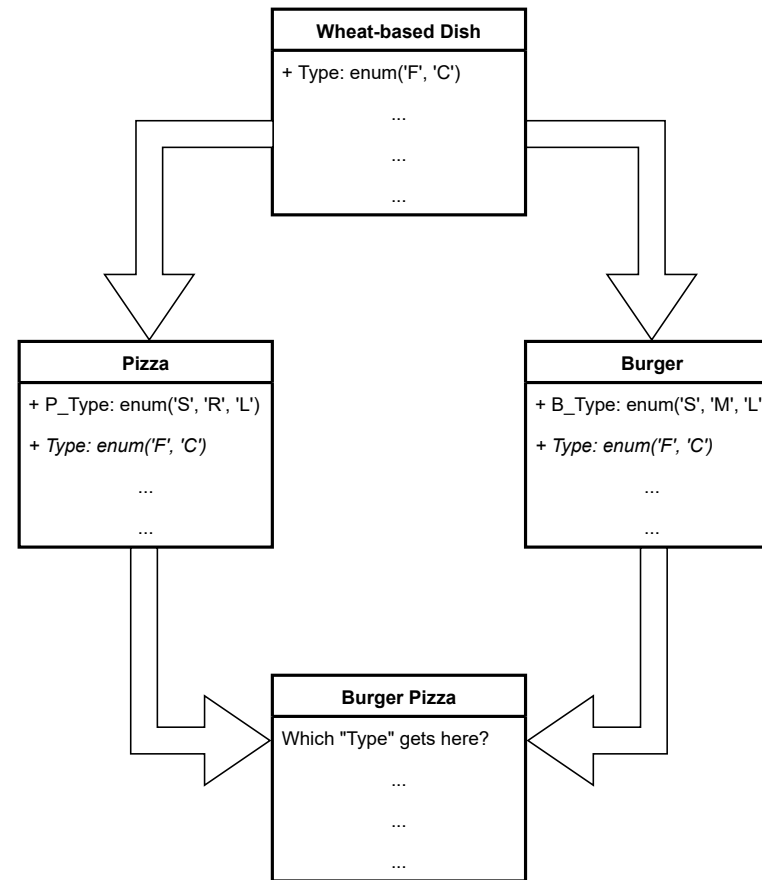 Wheat-based Dish
+ Type: enum('F', 'C')
...
...
...
Pizza
+ P_Type: enum('S', 'R', 'L')
+ Type: enum('F', 'C')
...
...
Burger
+ B_Type: enum('S', 'M', 'L'
+ Type: enum('F', 'C')
...
...
Burger Pizza
Which "Type" gets here?
...
...
...